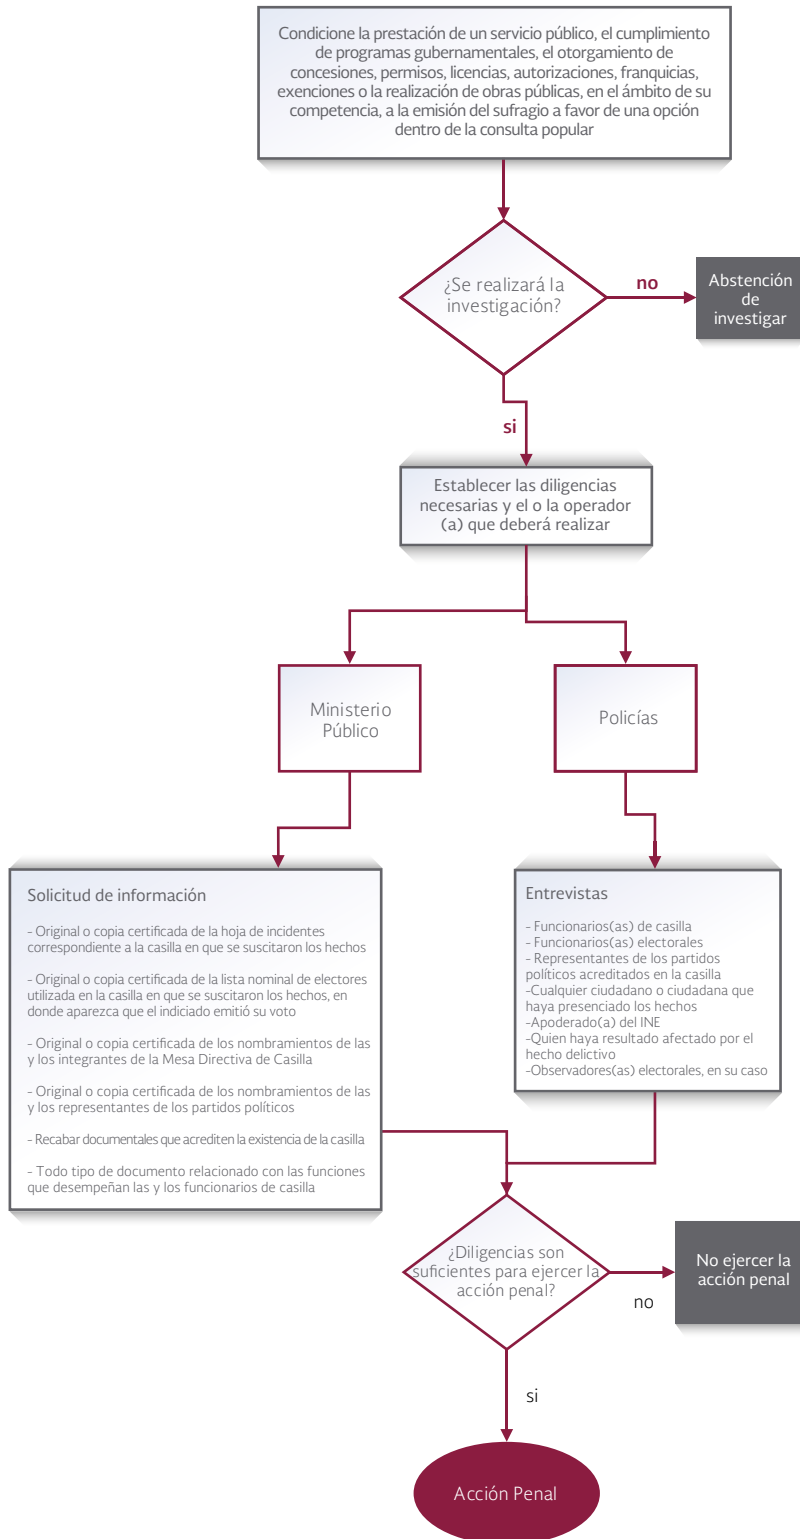 Condicione la prestación de un servicio público, el cumplimiento
de programas gubernamentales, el otorgamiento de
concesiones, permisos, licencias, autorizaciones, franquicias,
exenciones o la realización de obras públicas, en el ámbito de su
competencia, a la emisión del sufragio a favor de una opción
dentro de la consulta popular
¿Se realizará la
investigación?
no
Abstención
de
investigar
si
Establecer las diligencias
necesarias y el o la operador
(a) que deberá realizar
Ministerio
Público
Policías
Solicitud de información
- Original o copia certificada de la hoja de incidentes
correspondiente a la casilla en que se suscitaron los hechos
- Original o copia certificada de la lista nominal de electores
utilizada en la casilla en que se suscitaron los hechos, en
donde aparezca que el indiciado emitió su voto
- Original o copia certificada de los nombramientos de las
y los integrantes de la Mesa Directiva de Casilla
- Original o copia certificada de los nombramientos de las
y los representantes de los partidos políticos
- Recabar documentales que acrediten la existencia de la casilla
- Todo tipo de documento relacionado con las funciones
que desempeñan las y los funcionarios de casilla
Entrevistas
- Funcionarios(as) de casilla
- Funcionarios(as) electorales
- Representantes de los partidos
políticos acreditados en la casilla
-Cualquier ciudadano o ciudadana que
haya presenciado los hechos
-Apoderado(a) del INE
-Quien haya resultado afectado por el
hecho delictivo
-Observadores(as) electorales, en su caso
¿Diligencias son
suficientes para ejercer la
acción penal?
no
No ejercer la
acción penal
si
Acción Penal